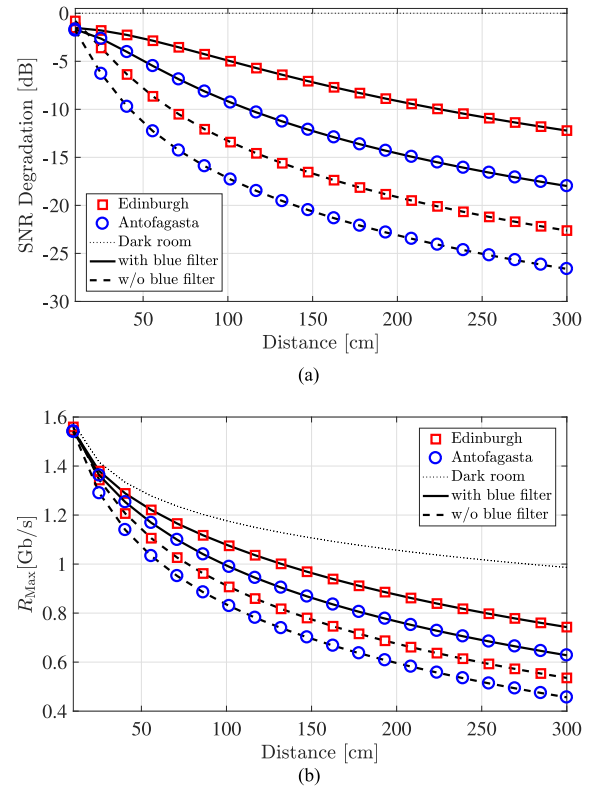 0
-5
-10
-15
-20
-25
-30
SNR Degradation [dB]
Edinburgh
Antofagasta
Dark room
with blue filter
w/o blue filter
50 100 150 200 250 300
Distance [cm]
(a)
1.6
1.4
1.2
1
0.8
0.6
0.4
R_Max[Gb/s]
Edinburgh
Antofagasta
Dark room
with blue filter
w/o blue filter
50 100 150 200 250 300
Distance [cm]
(b)